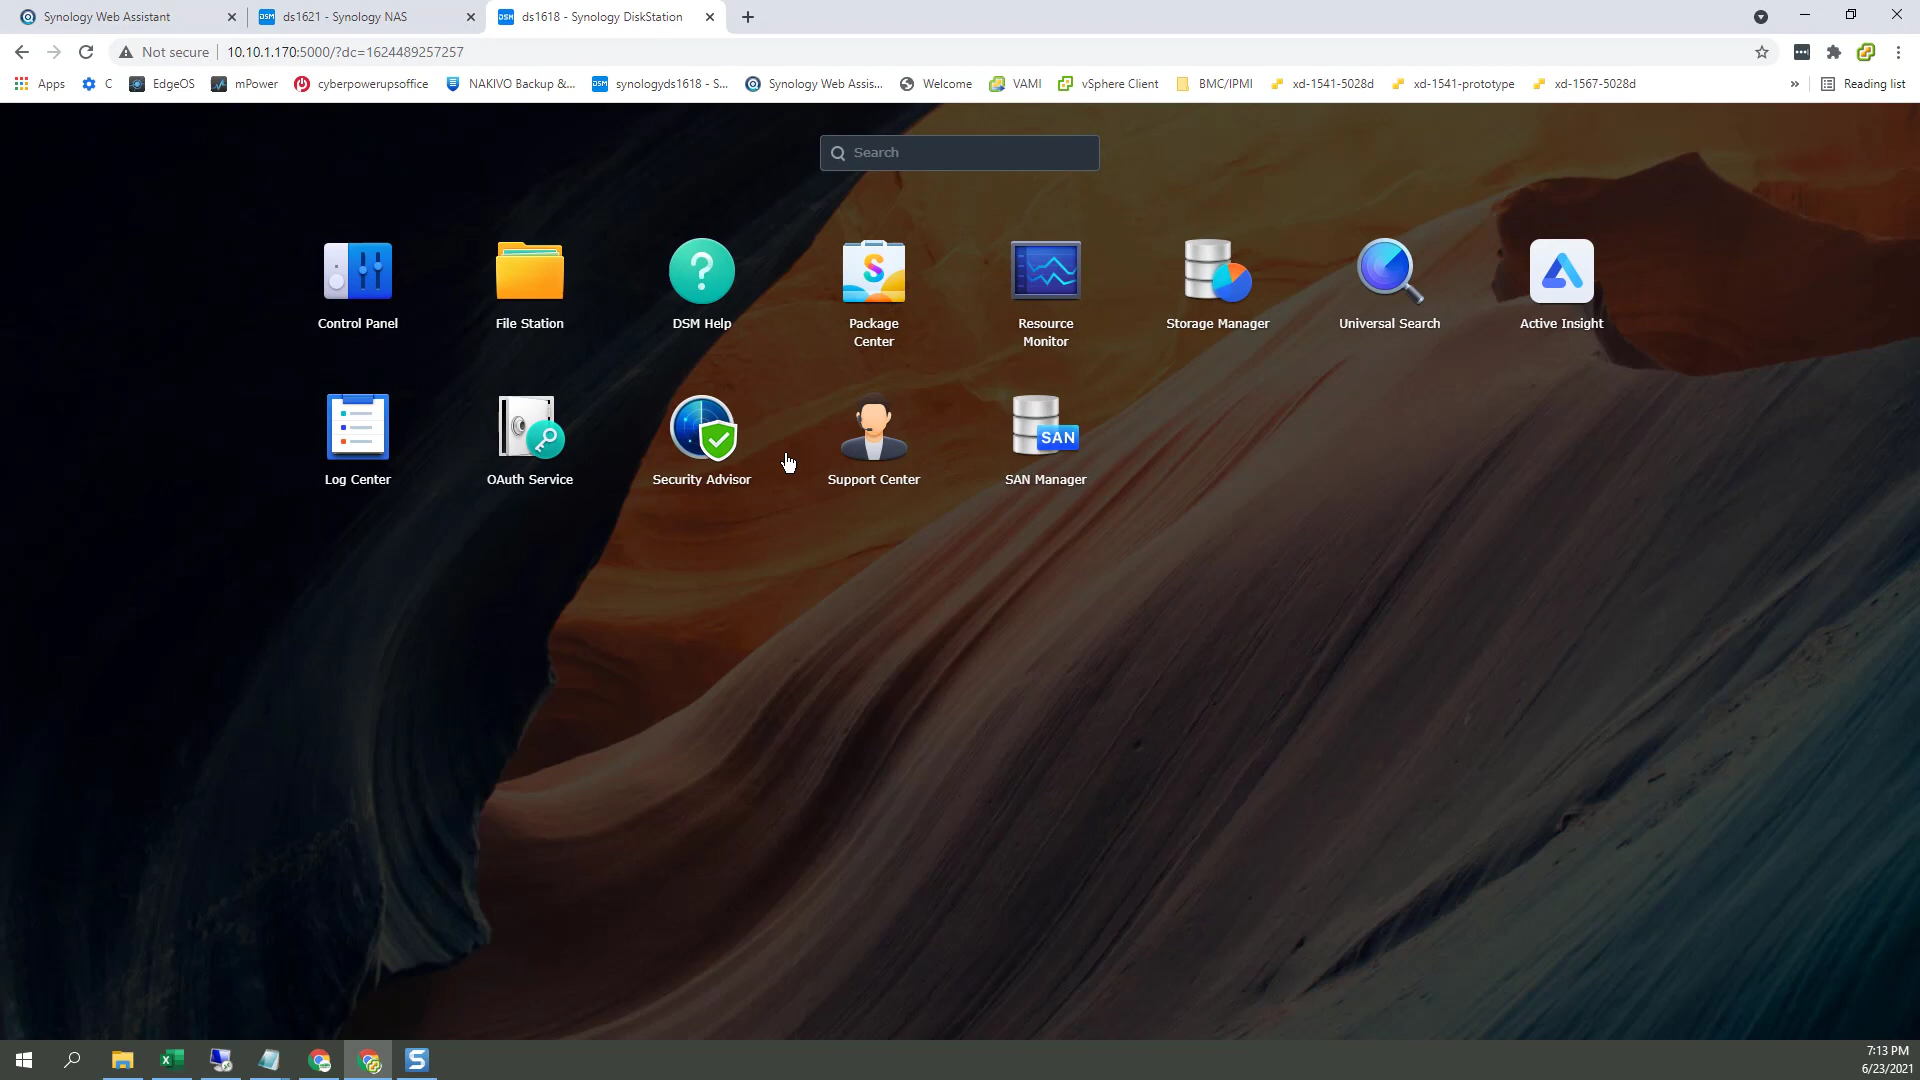 Synology Web Assistant
ds1621 - Synology NAS
ds1618 - Synology DiskStation
Not secure
10.10.1.170:5000/?dc=1624489257257
Apps
C
EdgeOS
mPower
cyberpowerupsoffice
NAKIVO Backup &...
synologyds1618 - S...
Synology Web Assis...
Welcome
VAMI
vSphere Client
BMC/IPMI
xd-1541-5028d
xd-1541-prototype
xd-1567-5028d
»
Reading list
Search
Control Panel
File Station
DSM Help
Package
Center
Resource
Monitor
Storage Manager
Universal Search
Active Insight
SAN
Log Center
OAuth Service
Security Advisor
Support Center
SAN Manager
7:13 PM
6/23/2021